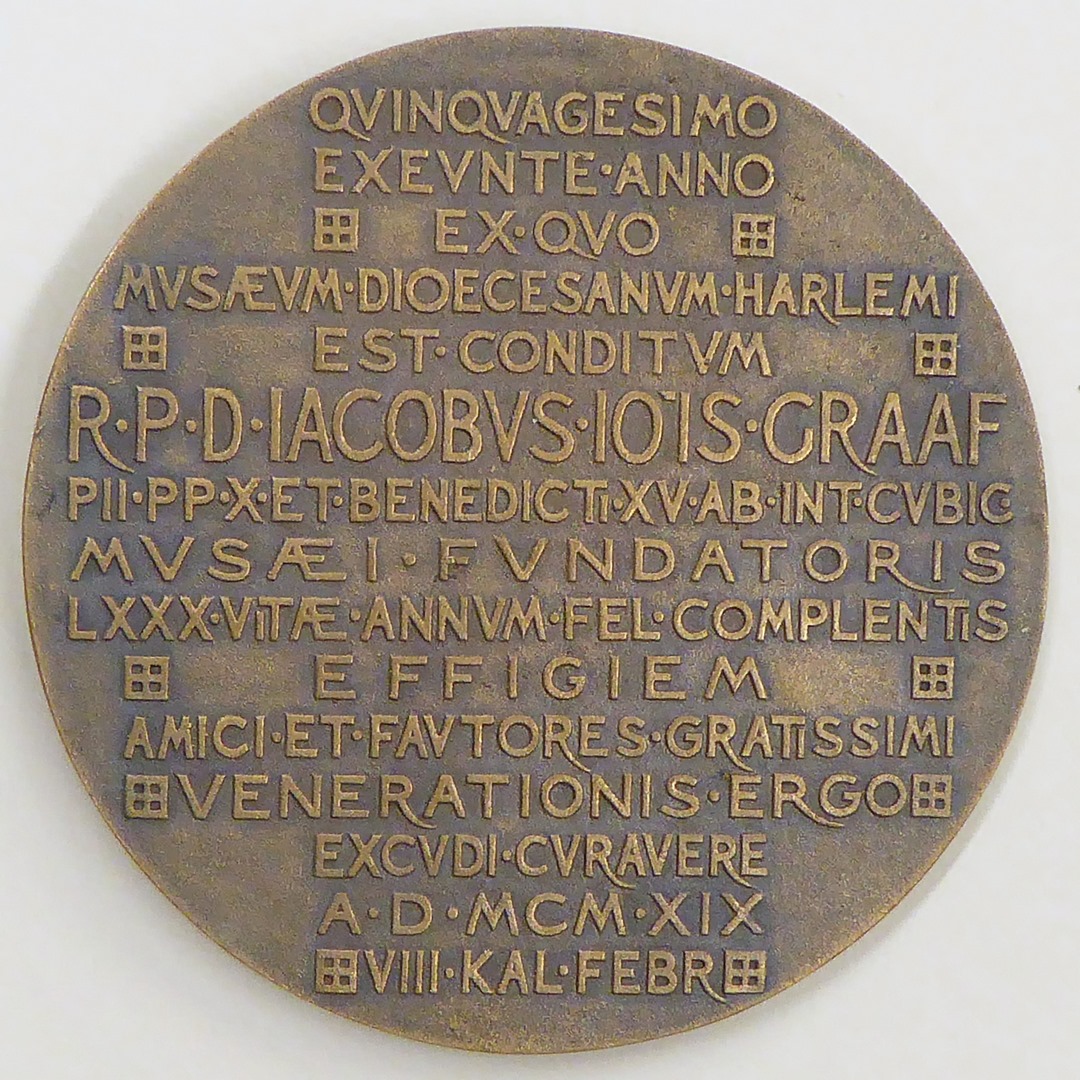 QVINQVAGESIMO
EXEVNTE·ANNO
EX·QVO
MVSÆVM·DIOECESANVM·HARLEMI
EST·CONDITVM
R·P·D·IACOBVS·IO͠IS·GRAAF
PII·PP·X·ET·BENEDICTI·XV·AB·INT·CVBIC·
MVSÆI·FVNDATORIS
LXXX·VITÆ·ANNVM·FEL·COMPLENTIS
EFFIGIEM
AMICI·ET·FAVTORES·GRATISSIMI
VENERATIONIS·ERGO
EXCVDI·CVRAVERE
A·D·MCM·XIX
VIII·KAL·FEBR